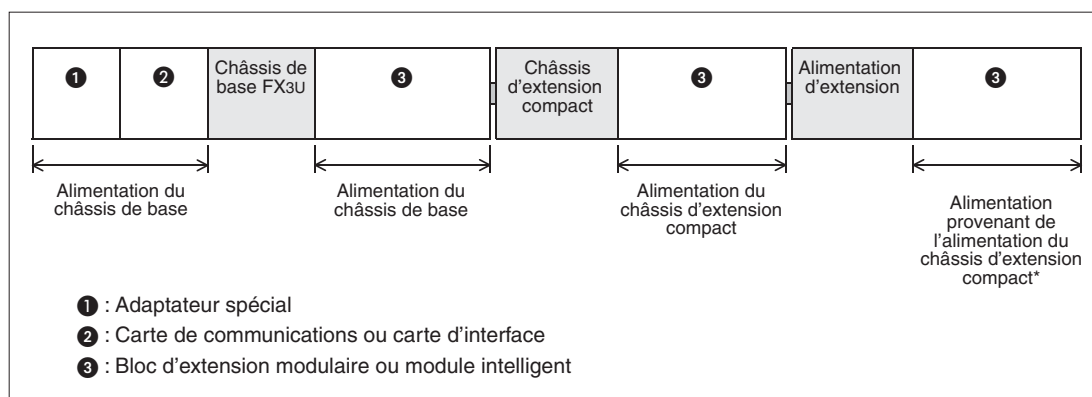 ❶
❷
Châssis de
base FX3U
❸
Châssis
d’extension
compact
❸
Alimentation
d’extension
❸
Alimentation du
châssis de base
Alimentation du
châssis de base
Alimentation du
châssis d’extension
compact
Alimentation
provenant de
l’alimentation du
châssis d’extension
compact*
❶ : Adaptateur spécial
❷ : Carte de communications ou carte d’interface
❸ : Bloc d’extension modulaire ou module intelligent